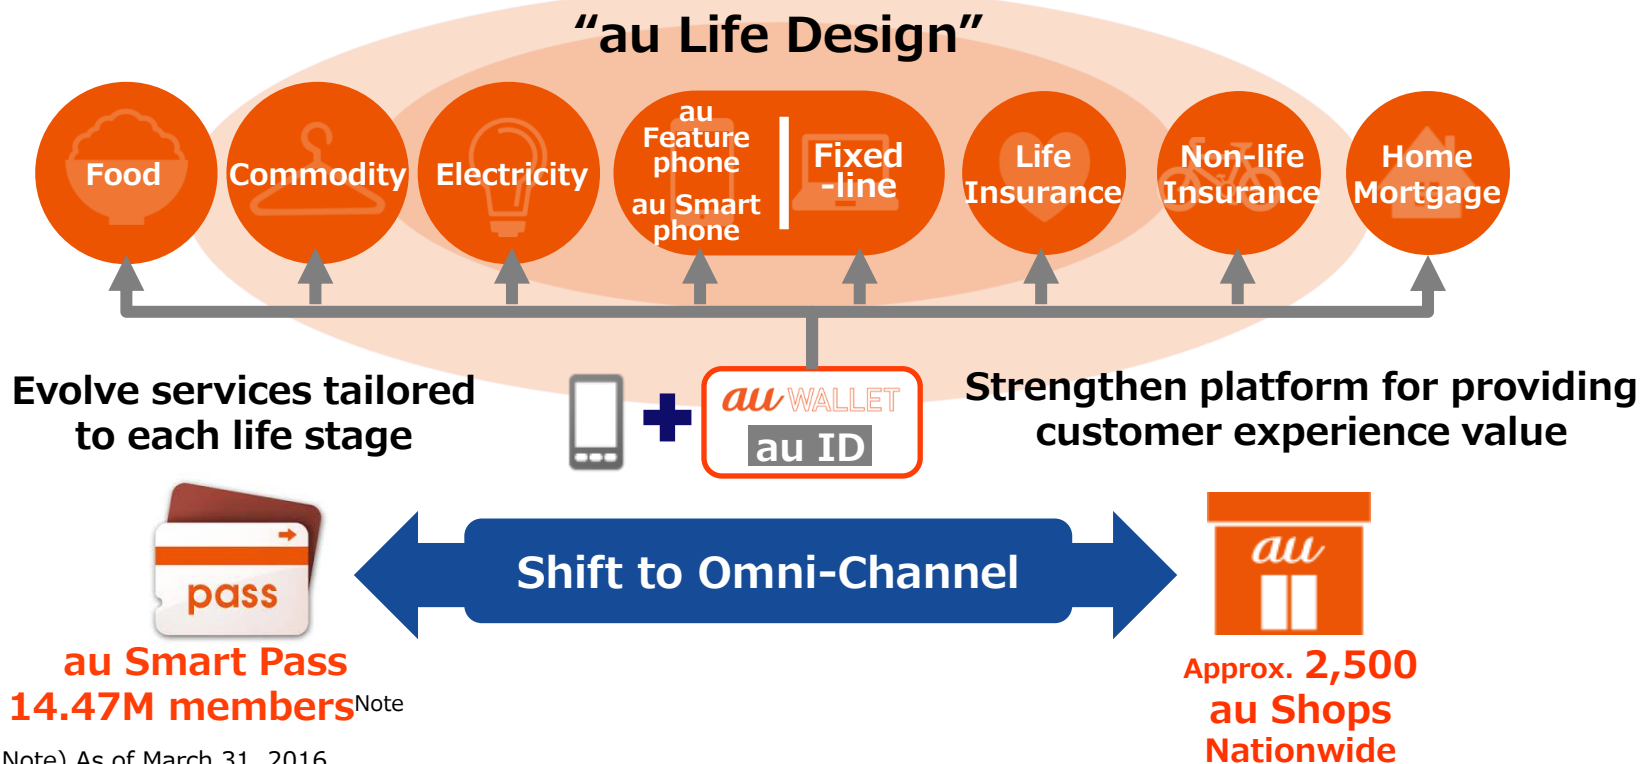 “au Life Design”
Food
Commodity
Electricity
au
Feature
phone
au Smart
phone
Fixed
-line
Life
Insurance
Non-life
Insurance
Home
Mortgage
Evolve services tailored
to each life stage
au WALLET
au ID
Strengthen platform for providing
customer experience value
pass
Shift to Omni-Channel
au
au Smart Pass
14.47M members Note
Approx. 2,500
au Shops
Nationwide
Note) As of March 31, 2016